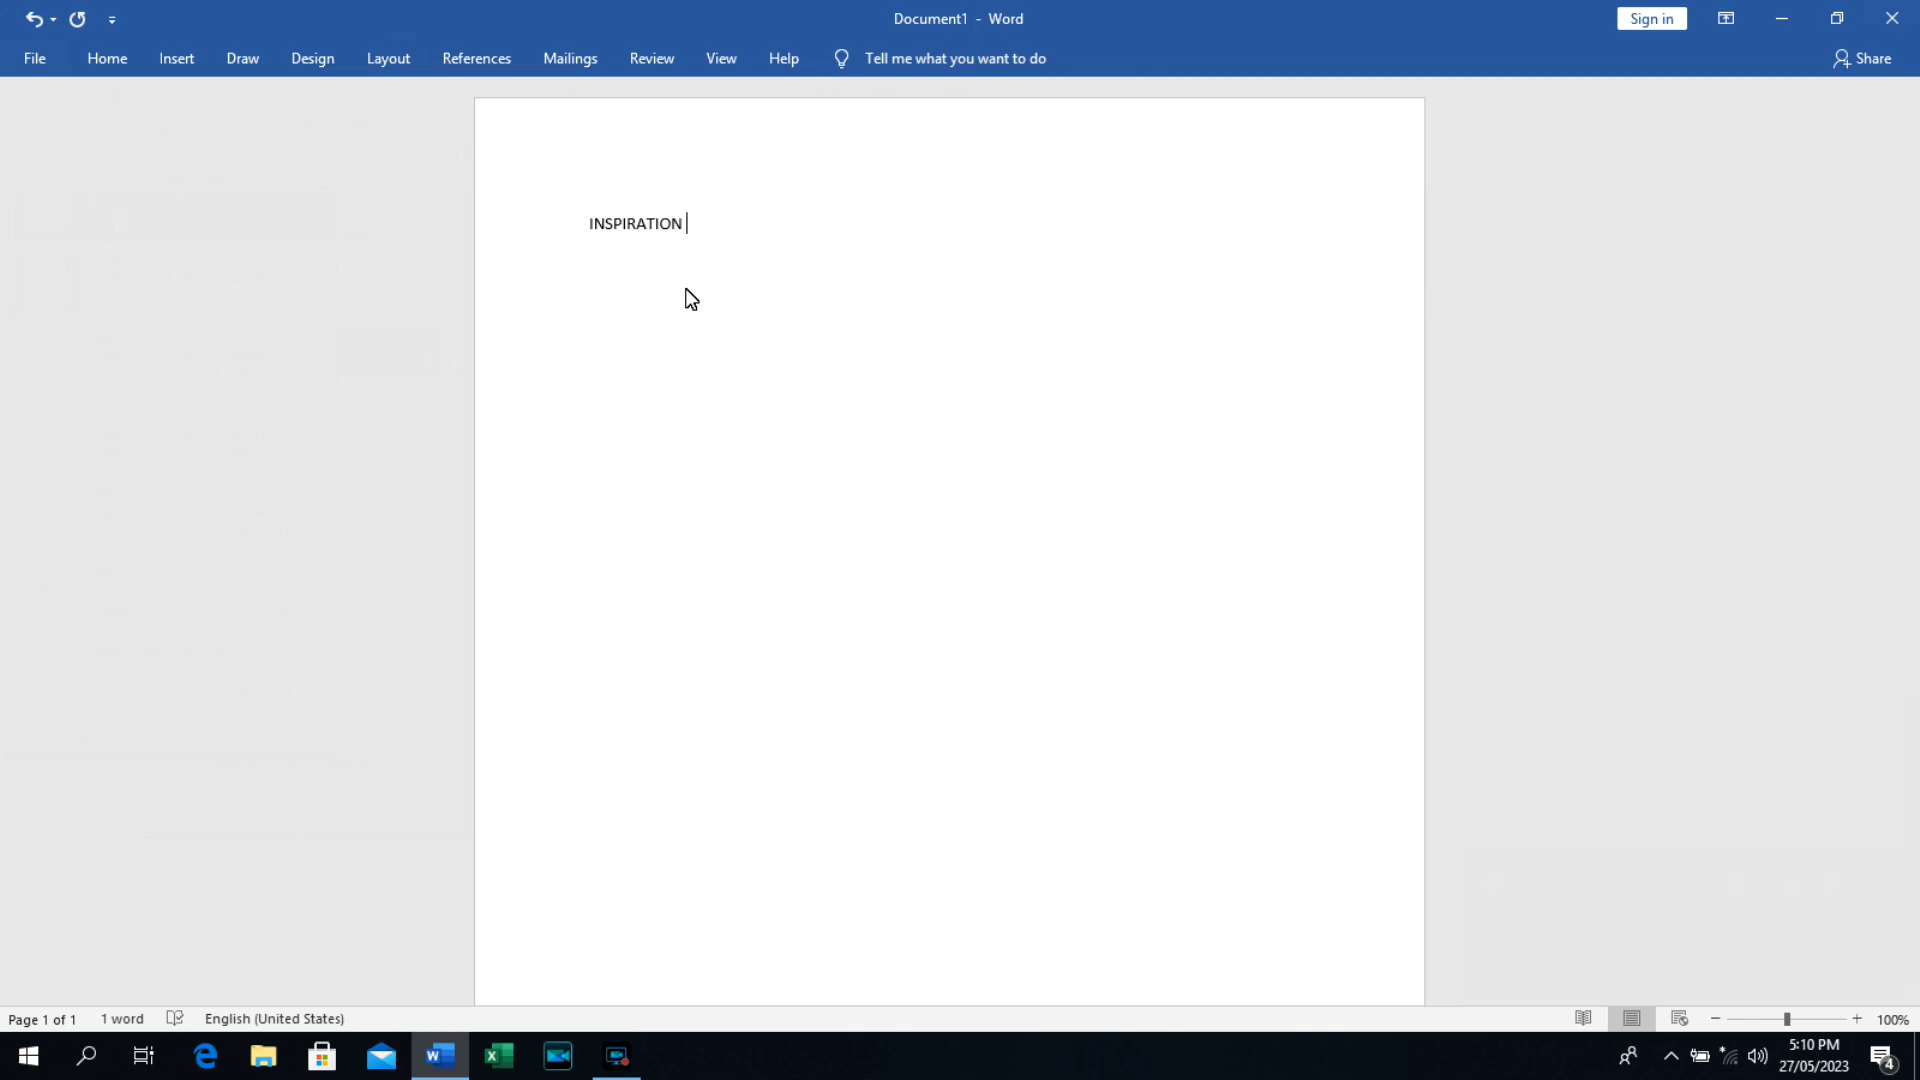 Document1 - Word
Sign in
File Home Insert Draw Design Layout References Mailings Review View Help Tell me what you want to do Share
INSPIRATION
Page 1 of 1 1 word English (United States) 100%
5:10 PM
27/05/2023
4